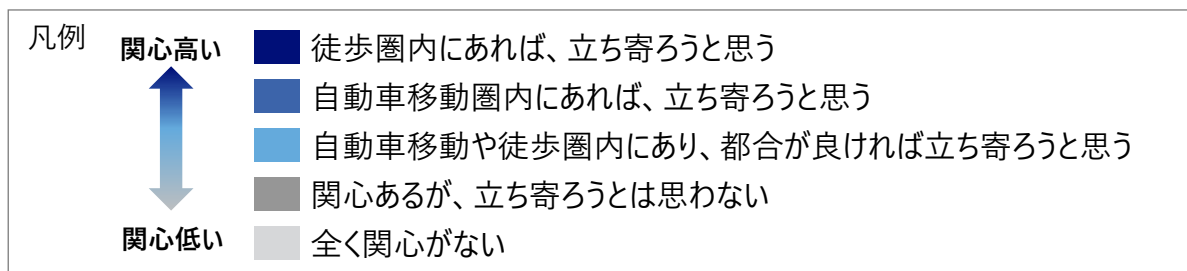 凡例
関心高い
徒歩圏内にあれば、立ち寄ろうと思う
自動車移動圏内にあれば、立ち寄ろうと思う
自動車移動や徒歩圏内にあり、都合が良ければ立ち寄ろうと思う
関心あるが、立ち寄ろうとは思わない
関心低い
全く関心がない